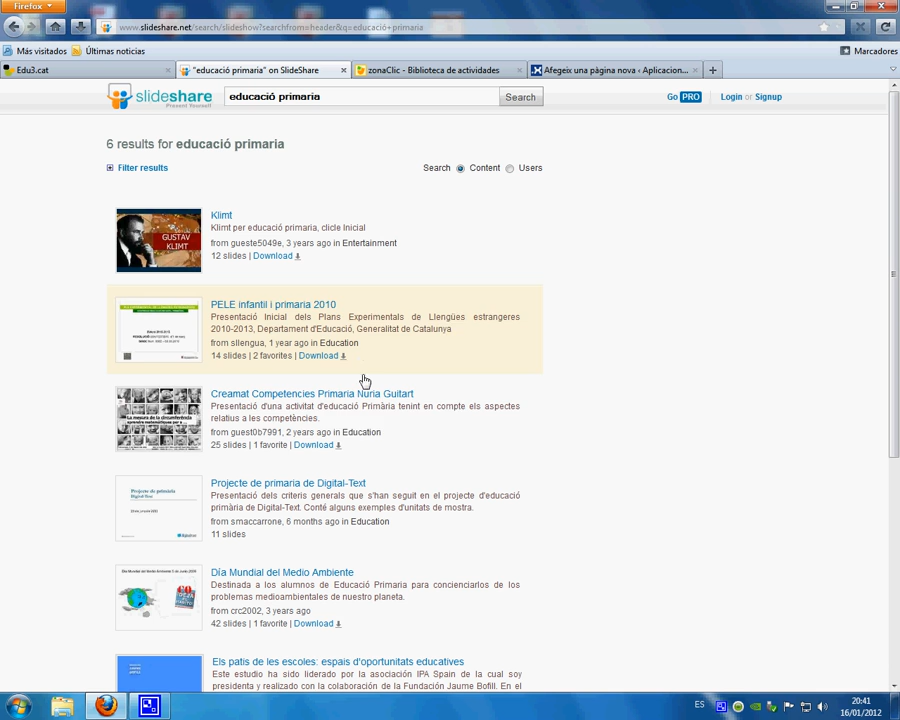 Firefox
www.slideshare.net/search/slideshow?searchfrom=header&q=educació+primaria
Más visitados Últimas noticias Marcadores
Edu3.cat "educació primaria" on SlideShare zonaClic - Biblioteca de actividades Afegeix una pàgina nova ‹ Aplicacion...
slideshare educació primaria Search Go PRO Login or Signup
Present Yourself
6 results for educació primaria
Filter results Search Content Users
Klimt
Klimt per educació primaria, clicle Inicial
GUSTAV KLIMT
from gueste5049e, 3 years ago in Entertainment
12 slides | Download
PELE infantil i primaria 2010
Presentació Inicial dels Plans Experimentals de Llengües estrangeres
2010-2013, Departament d'Educació, Generalitat de Catalunya
from sllengua, 1 year ago in Education
14 slides | 2 favorites | Download
Creamat Competencies Primaria Nuria Guitart
Presentació d'una activitat d'educació Primària tenint en compte els aspectes
relatius a les competències.
from guest0b7991, 2 years ago in Education
25 slides | 1 favorite | Download
Projecte de primaria de Digital-Text
Presentació dels criteris generals que s'han seguit en el projecte d'educació
primària de Digital-Text. Conté alguns exemples d'unitats de mostra.
from smaccarrone, 6 months ago in Education
11 slides
Día Mundial del Medio Ambiente
Destinada a los alumnos de Educació Primaria para concienciarlos de los
problemas medioambientales de nuestro planeta.
from crc2002, 3 years ago
42 slides | 1 favorite | Download
Els patis de les escoles: espais d'oportunitats educatives
Este estudio ha sido liderado por la asociación IPA Spain de la cual soy
presidenta y realizado con la colaboración de la Fundación Jaume Bofill. En el
ES 20:41
16/01/2012